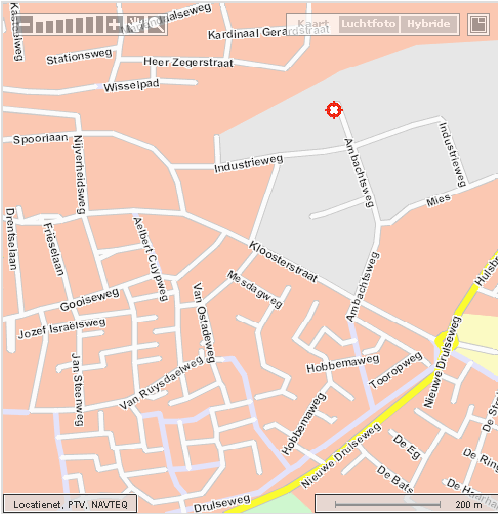 Kaart Luchtfoto Hybride
Kardinaal Gerardstraat
Stationsweg
Heer Zegerstraat
Wisselpad
Spoorlaan
Nijverheidsweg
Industrieweg
Ambachtsweg
Industrieweg
Mies
Drentselaan
Frieselaan
Aelbert Cuypweg
Kloosterstraat
Mesdagweg
Ambachtsweg
Gooiseweg
Van Ostadeweg
Jozef Israelsweg
Jan Steenweg
Van Ruysdaelweg
Hobbemaweg
Tooropweg
Nieuwe Drulseweg
Hobbemaweg
Nieuwe Drulseweg
De Eg
De Bats
Drulseweg
Locatienet, PTV, NAVTEQ
200 m